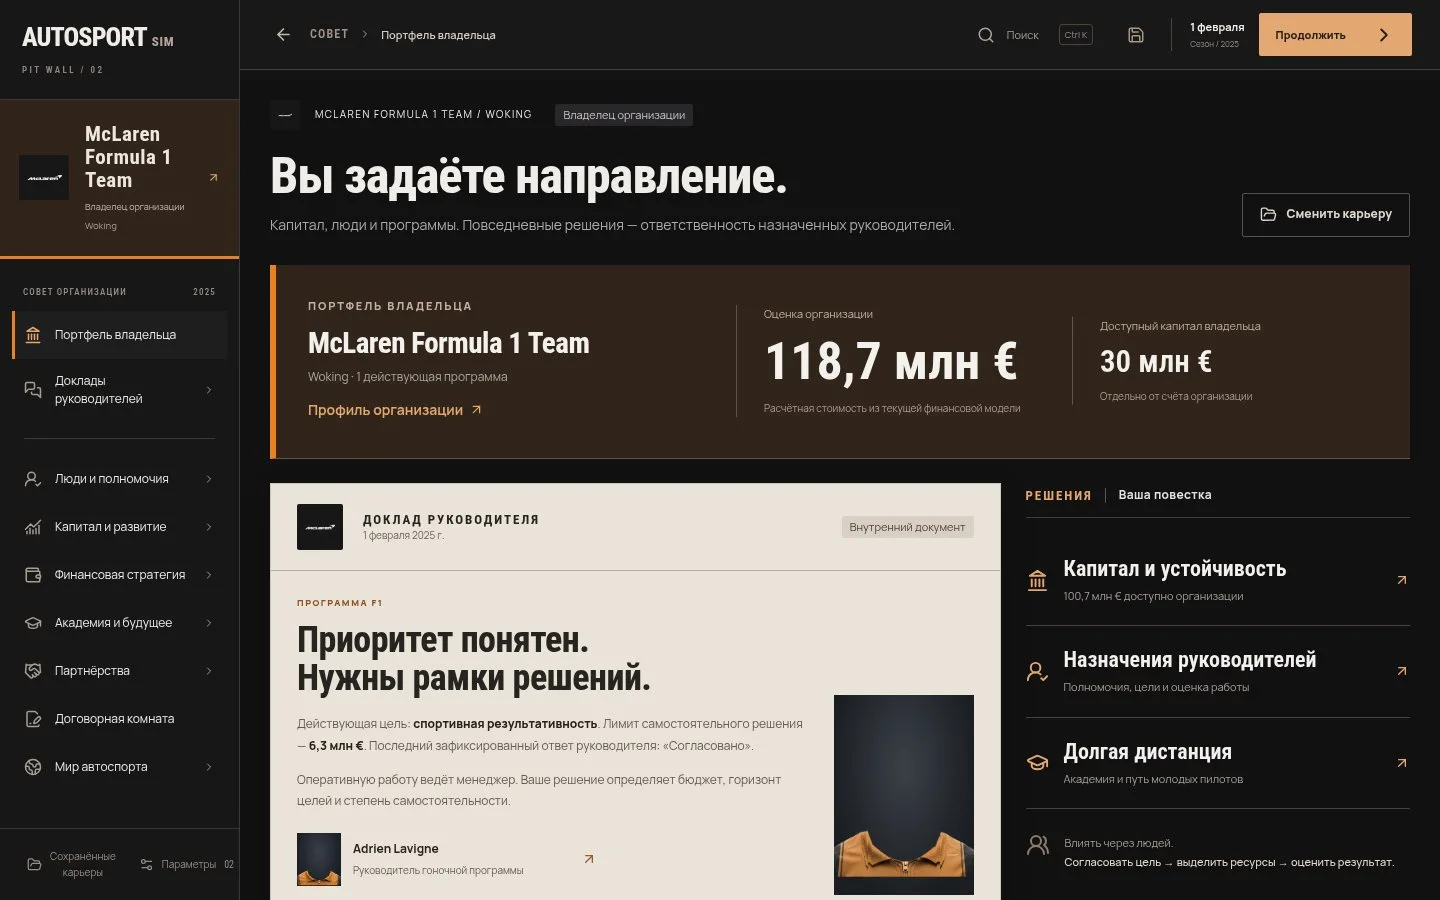 AUTOSPORT SIM
PIT WALL / 02
McLaren
Formula 1
Team
Владелец организации
Woking
СОВЕТ ОРГАНИЗАЦИИ 2025
Портфель владельца
Доклады
руководителей
Люди и полномочия
Капитал и развитие
Финансовая стратегия
Академия и будущее
Партнёрства
Договорная комната
Мир автоспорта
Сохранённые
карьеры
Параметры 02
СОВЕТ Портфель владельца
Поиск Ctrl K
1 февраля
Сезон / 2025
Продолжить
MCLAREN FORMULA 1 TEAM / WOKING Владелец организации
Вы задаёте направление.
Капитал, люди и программы. Повседневные решения — ответственность назначенных руководителей.
Сменить карьеру
ПОРТФЕЛЬ ВЛАДЕЛЬЦА
McLaren Formula 1 Team
Woking · 1 действующая программа
Профиль организации
Оценка организации
118,7 млн €
Расчётная стоимость из текущей финансовой модели
Доступный капитал владельца
30 млн €
Отдельно от счёта организации
McLaren
ДОКЛАД РУКОВОДИТЕЛЯ
1 февраля 2025 г.
Внутренний документ
ПРОГРАММА F1
Приоритет понятен.
Нужны рамки решений.
Действующая цель: спортивная результативность. Лимит самостоятельного решения
— 6,3 млн €. Последний зафиксированный ответ руководителя: «Согласовано».
Оперативную работу ведёт менеджер. Ваше решение определяет бюджет, горизонт
целей и степень самостоятельности.
Adrien Lavigne
Руководитель гоночной программы
РЕШЕНИЯ Ваша повестка
Капитал и устойчивость
100,7 млн € доступно организации
Назначения руководителей
Полномочия, цели и оценка работы
Долгая дистанция
Академия и путь молодых пилотов
Влиять через людей.
Согласовать цель → выделить ресурсы → оценить результат.